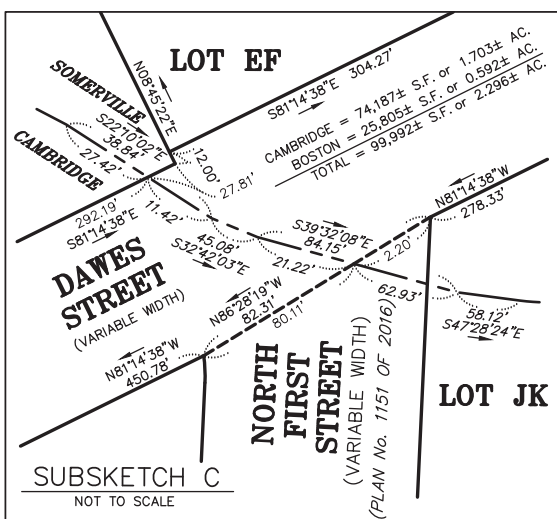 LOT EF
SOMERVILLE
N08°45'22"E
S81°14'38"E 304.27'
CAMBRIDGE = 74,187± S.F. or 1.703± AC.
BOSTON = 25,805± S.F. or 0.592± AC.
TOTAL = 99,992± S.F. or 2.296± AC.
CAMBRIDGE
S22°10'02"E
38.84'
27.42'
12.00'
27.81'
292.19'
S81°14'38"E
11.42'
45.08'
S32°42'03"E
S39°32'08"E
84.15'
21.22'
2.20'
62.93'
N81°14'38"W
278.33'
58.12'
S47°28'24"E
DAWES
STREET
(VARIABLE WIDTH)
N86°28'19"W
82.31'
80.11'
N81°14'38"W
450.78'
NORTH
FIRST
STREET
(VARIABLE WIDTH)
(PLAN No. 1151 OF 2016)
LOT JK
SUBSKETCH C
NOT TO SCALE